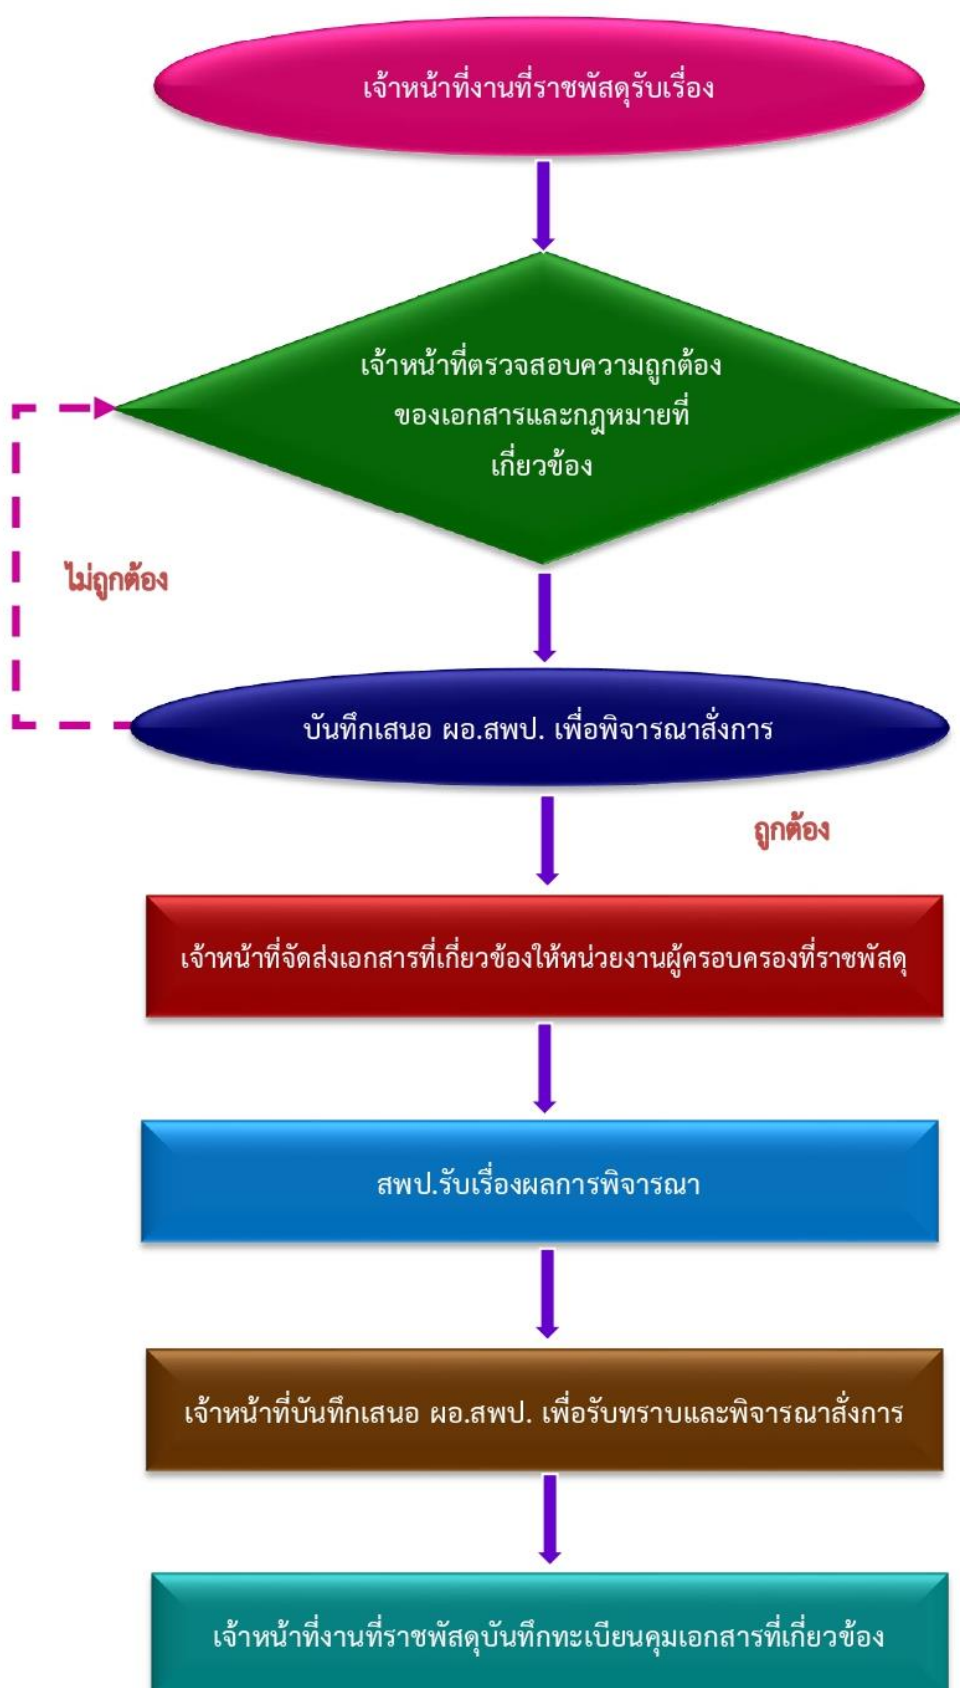 เจ้าหน้าที่งานที่ราชพัสดุรับเรื่อง
เจ้าหน้าที่ตรวจสอบความถูกต้อง
ของเอกสารและกฎหมายที่
เกี่ยวข้อง
ไม่ถูกต้อง
บันทึกเสนอ ผอ.สพป. เพื่อพิจารณาสั่งการ
ถูกต้อง
เจ้าหน้าที่จัดส่งเอกสารที่เกี่ยวข้องให้หน่วยงานผู้ครอบครองที่ราชพัสดุ
สพป.รับเรื่องผลการพิจารณา
เจ้าหน้าที่บันทึกเสนอ ผอ.สพป. เพื่อรับทราบและพิจารณาสั่งการ
เจ้าหน้าที่งานที่ราชพัสดุบันทึกทะเบียนคุมเอกสารที่เกี่ยวข้อง